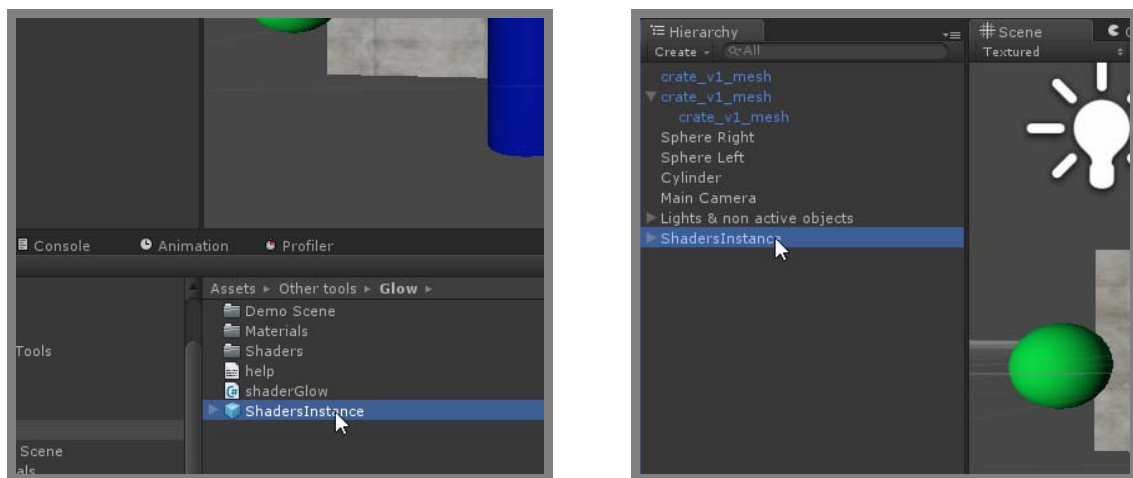 Console Animation Profiler
Assets Other tools Glow
Demo Scene
Materials
Tools
Shaders
help
shaderGlow
ShadersInstance
Scene
als
Hierarchy
Create All
crate_v1_mesh
crate_v1_mesh
crate_v1_mesh
Sphere Right
Sphere Left
Cylinder
Main Camera
Lights & non active objects
ShadersInstance
Scene
Textured